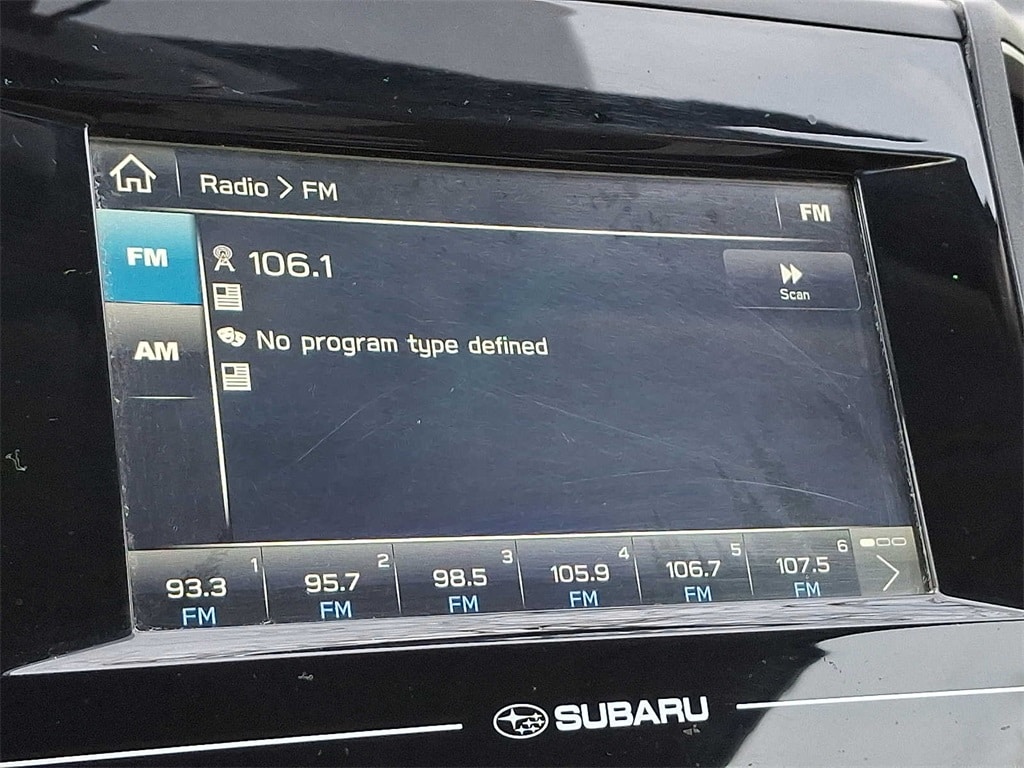 Radio > FM
FM
FM
106.1
Scan
AM
No program type defined
1 2 3 4 5 6
93.3 95.7 98.5 105.9 106.7 107.5
FM FM FM FM FM FM
SUBARU